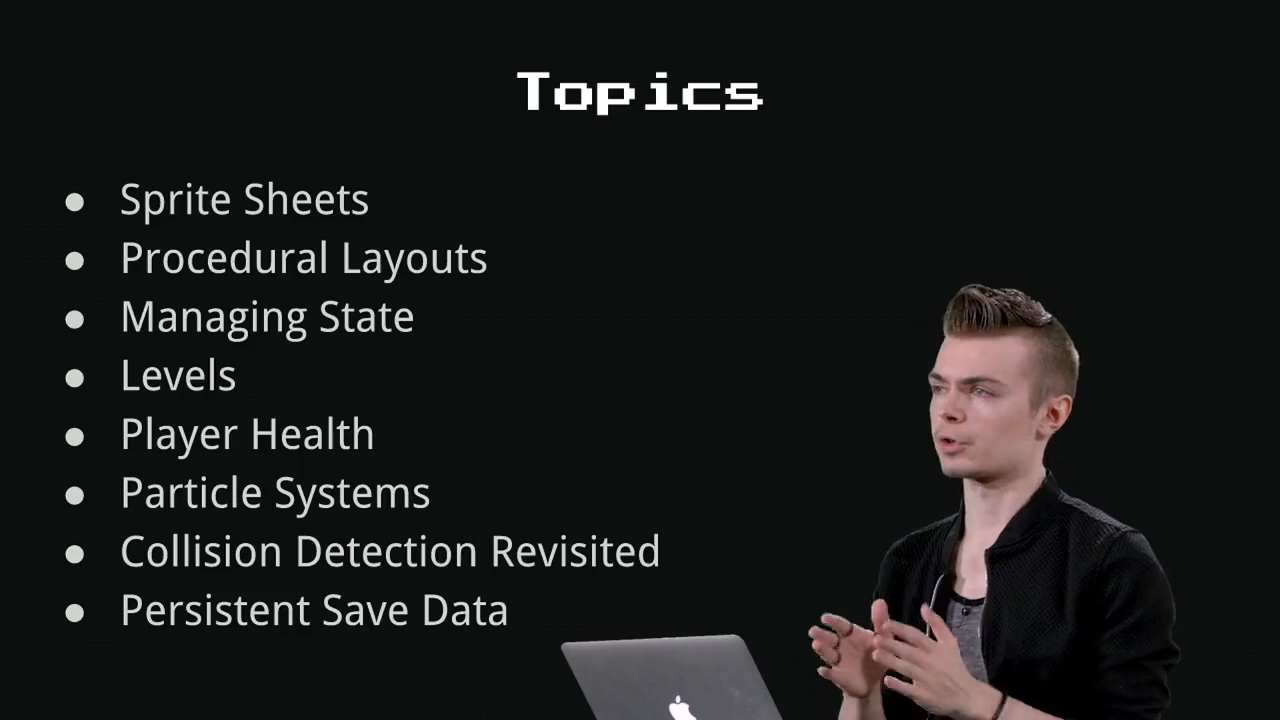 Topics
● Sprite Sheets
● Procedural Layouts
● Managing State
● Levels
● Player Health
● Particle Systems
● Collision Detection Revisited
● Persistent Save Data